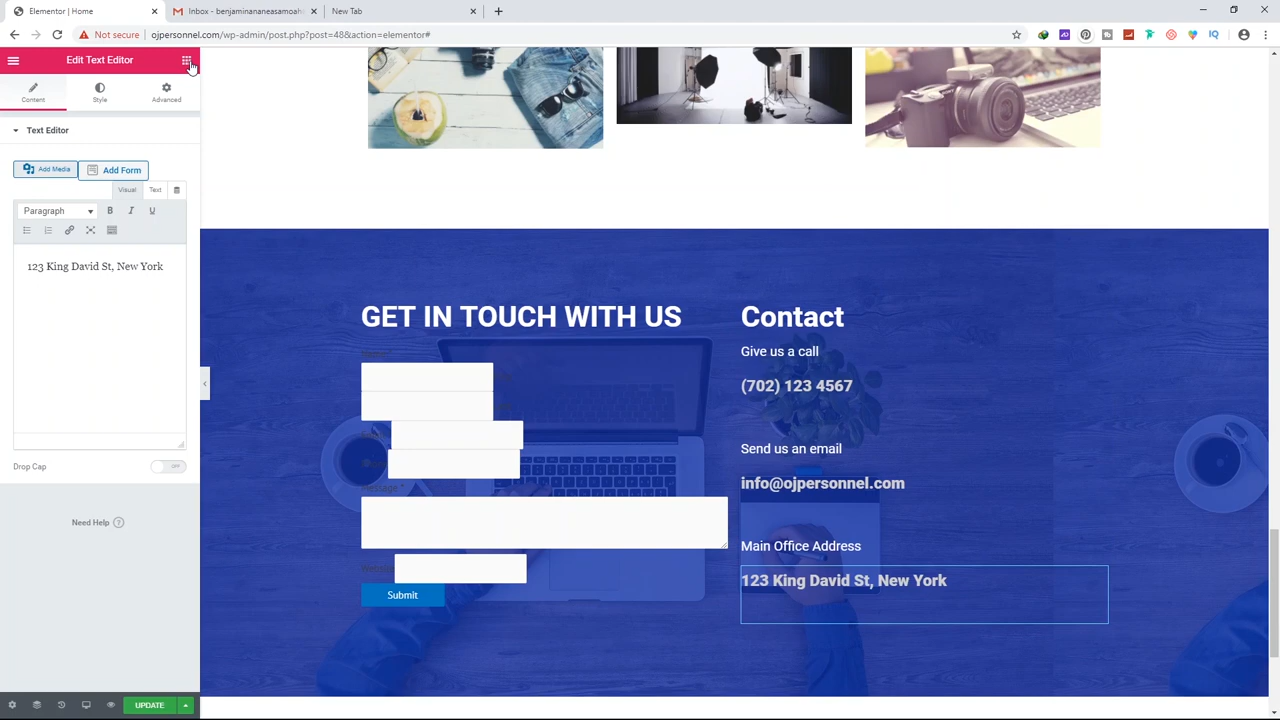 Elementor | Home
Inbox - benjaminananeasamoah
New Tab
Not secure
ojpersonnel.com/wp-admin/post.php?post=48&action=elementor#
Edit Text Editor
Content
Style
Advanced
Text Editor
Add Media
Add Form
Visual
Text
Paragraph
B
I
U
123 King David St, New York
Drop Cap
OFF
Need Help
UPDATE
GET IN TOUCH WITH US
Message *
Website
Submit
Contact
Give us a call
(702) 123 4567
Send us an email
info@ojpersonnel.com
Main Office Address
123 King David St, New York